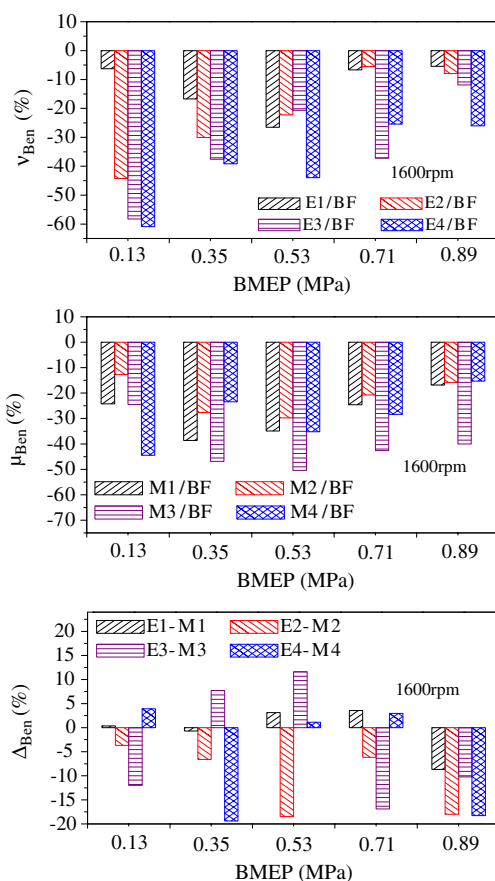 10
0
-10
-20
-30
-40
-50
-60
νBen (%)
1600rpm
E1/BF E2/BF
E3/BF E4/BF
0.13 0.35 0.53 0.71 0.89
BMEP (MPa)
10
0
-10
-20
-30
-40
-50
-60
-70
μBen (%)
1600rpm
M1/BF M2/BF
M3/BF M4/BF
0.13 0.35 0.53 0.71 0.89
BMEP (MPa)
20
15
10
5
0
-5
-10
-15
-20
ΔBen (%)
E1-M1 E2-M2
E3-M3 E4-M4
1600rpm
0.13 0.35 0.53 0.71 0.89
BMEP (MPa)